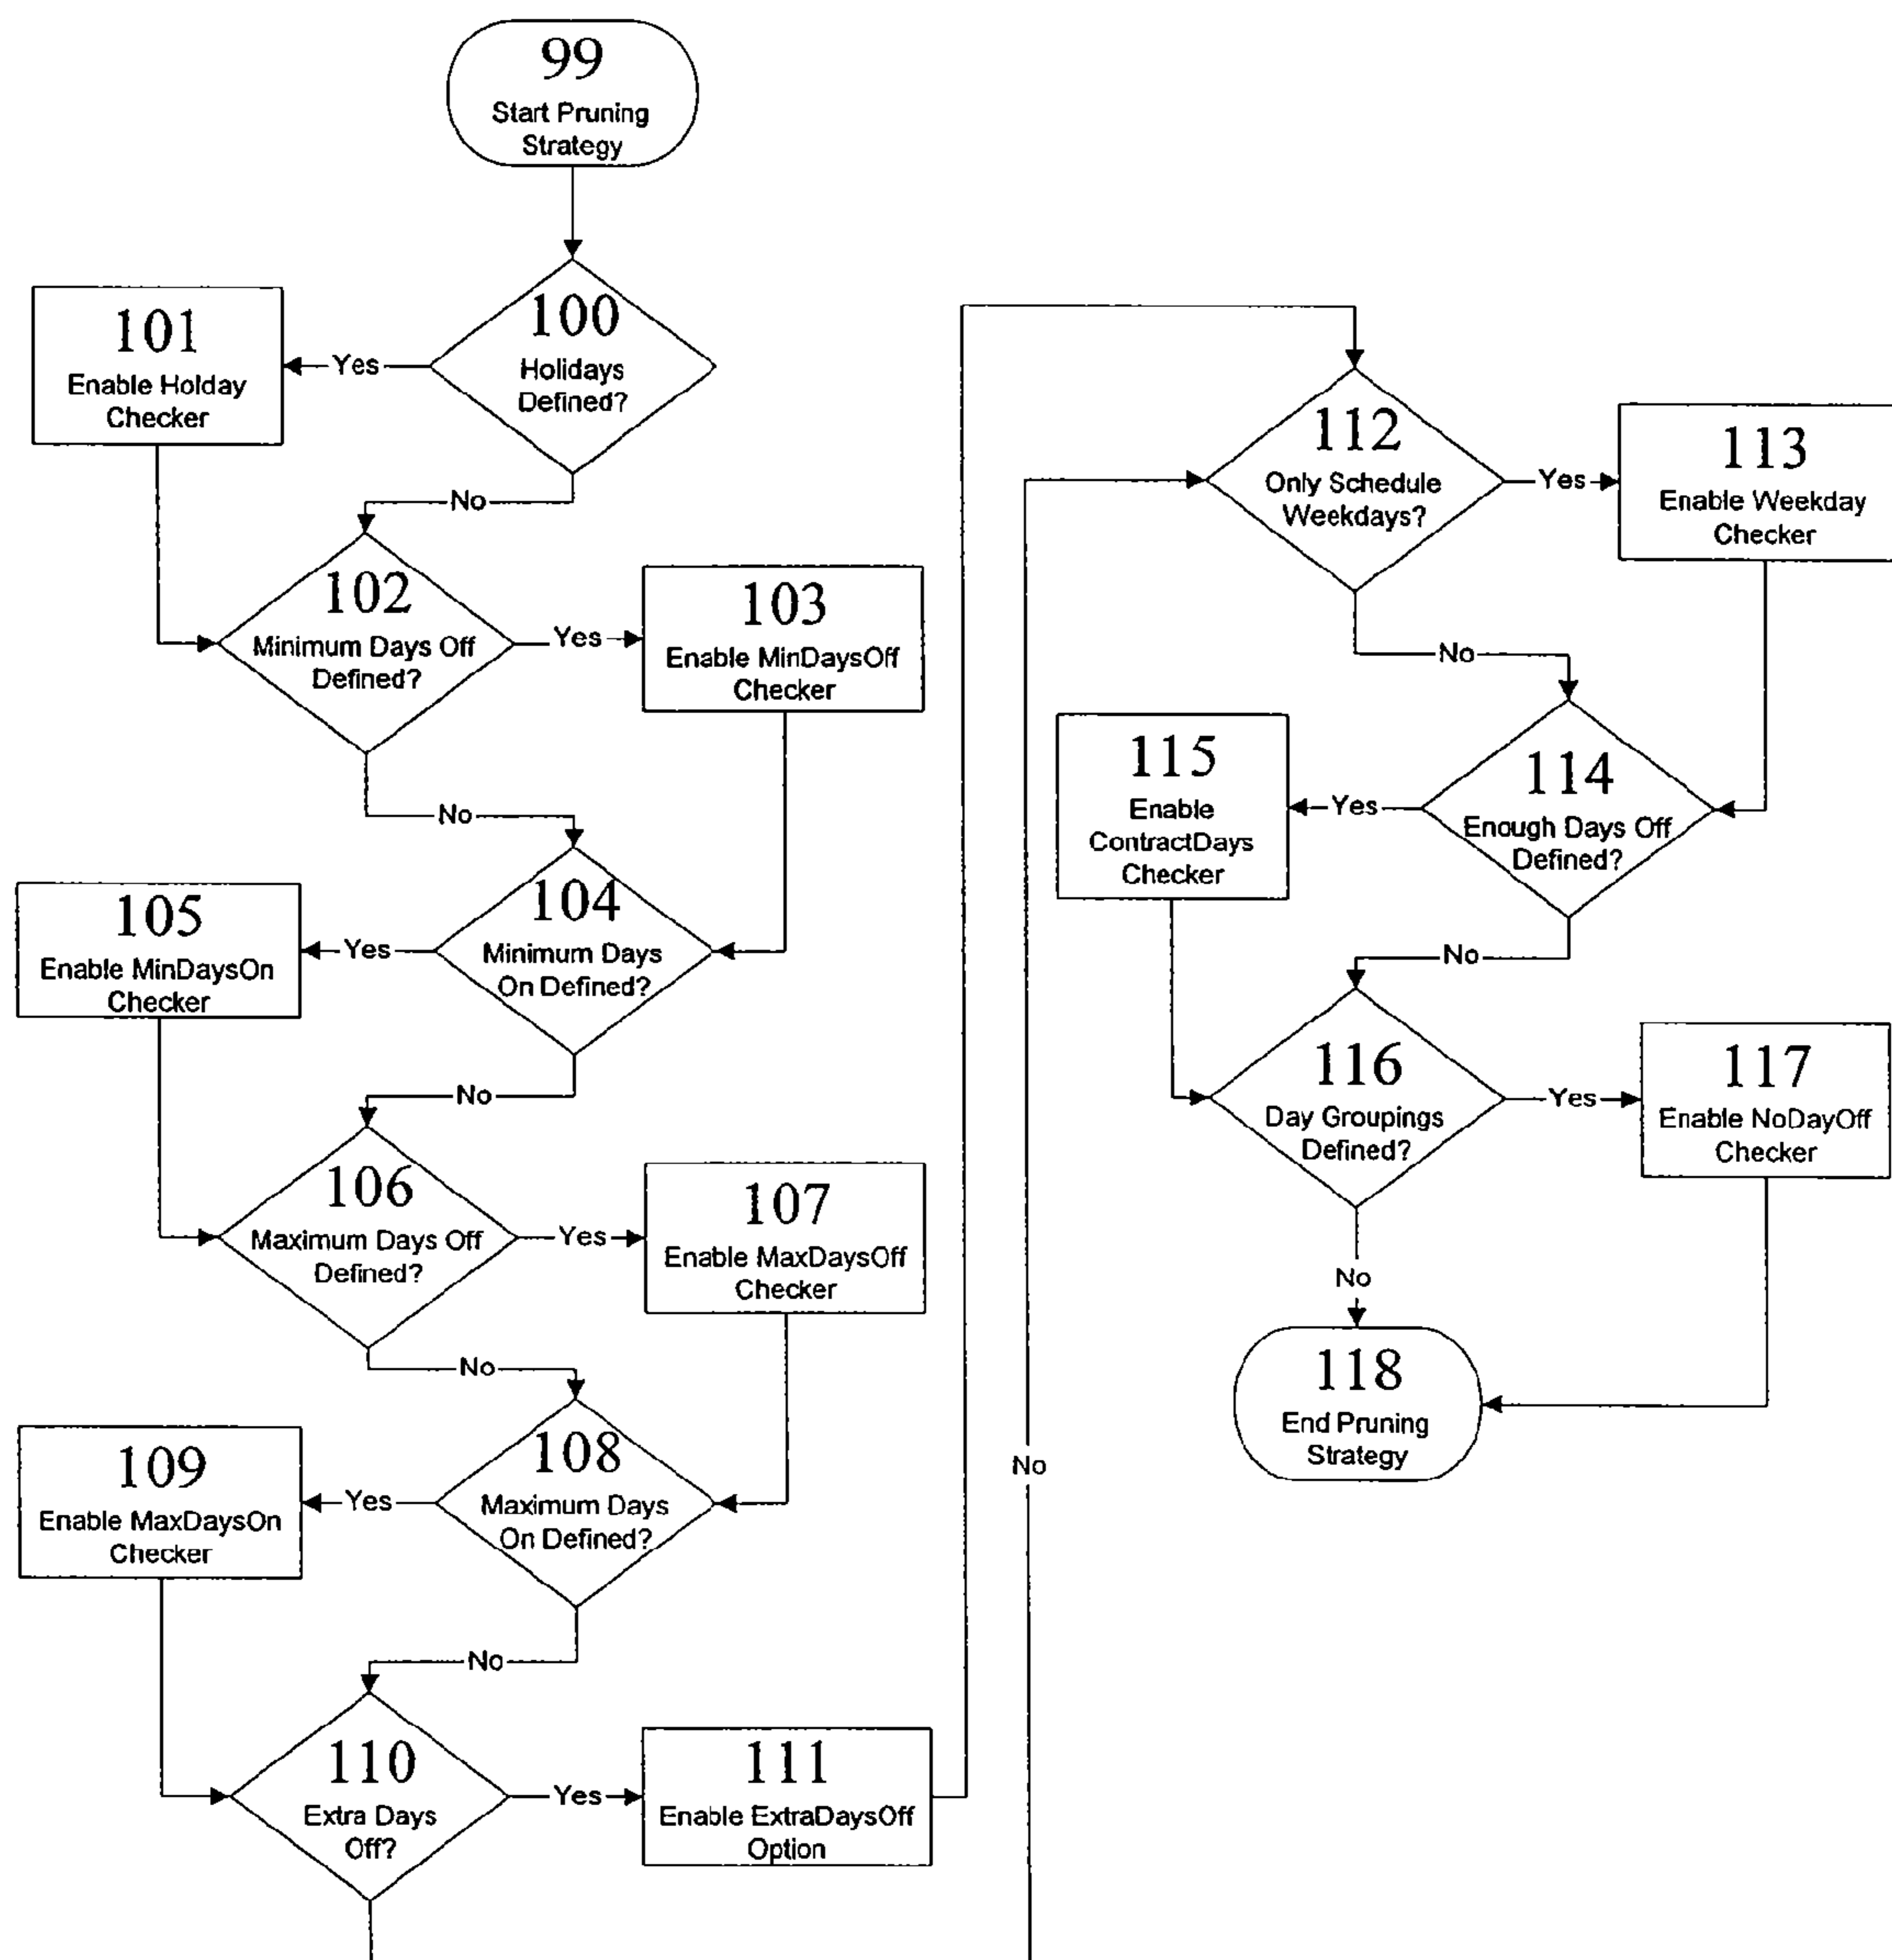 99
Start Pruning
Strategy
100
Holidays
Defined?
Yes
101
Enable Holday
Checker
No
102
Minimum Days Off
Defined?
Yes
103
Enable MinDaysOff
Checker
No
104
Minimum Days
On Defined?
Yes
105
Enable MinDaysOn
Checker
No
106
Maximum Days Off
Defined?
Yes
107
Enable MaxDaysOff
Checker
No
108
Maximum Days
On Defined?
Yes
109
Enable MaxDaysOn
Checker
No
110
Extra Days
Off?
Yes
111
Enable ExtraDaysOff
Option
No
112
Only Schedule
Weekdays?
Yes
113
Enable Weekday
Checker
No
114
Enough Days Off
Defined?
Yes
115
Enable
ContractDays
Checker
No
116
Day Groupings
Defined?
Yes
117
Enable NoDayOff
Checker
No
118
End Pruning
Strategy